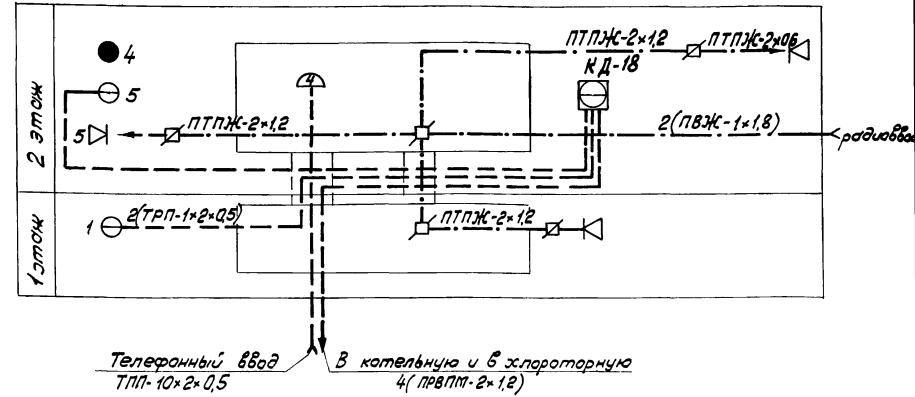 2 этаж
1 этаж
4
5
5
1
4
ПТПЖ-2×1,2
ПТПЖ-2×0,6
КД-18
ПТПЖ-2×1,2
2(ПВЖ-1×1,8)
радиоввод
2(ТРП-1×2×0,5)
ПТПЖ-2×1,2
Телефонный ввод
ТПП-10×2×0,5
В котельную и в хлораторную
4(ПРВПМ-2×1,2)